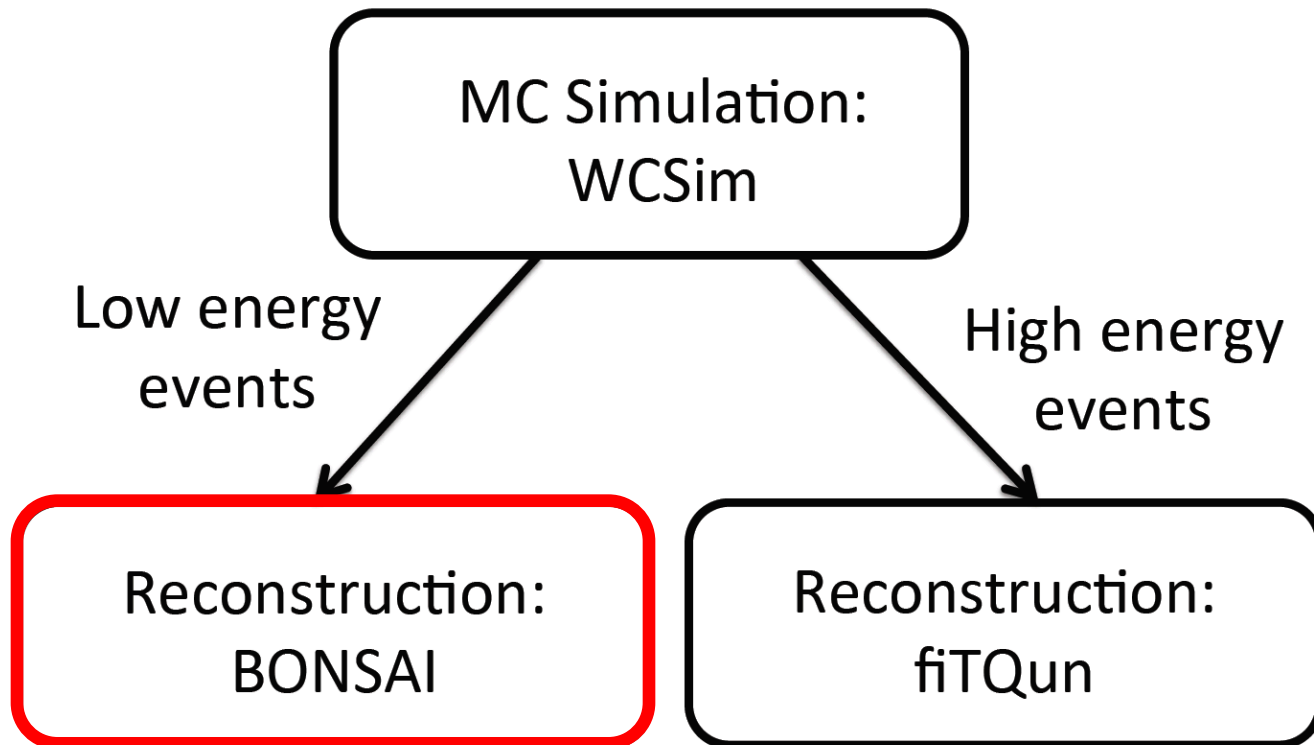 MC Simulation:
WCSim
Low energy
events
High energy
events
Reconstruction:
BONSAI
Reconstruction:
fiTQun